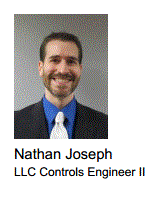 Nathan Joseph
LLC Controls Engineer II